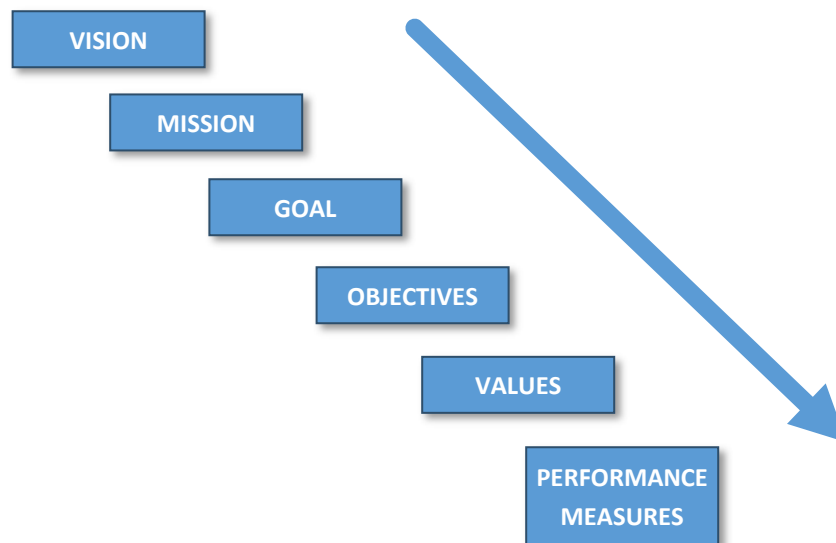 VISION
MISSION
GOAL
OBJECTIVES
VALUES
PERFORMANCE
MEASURES